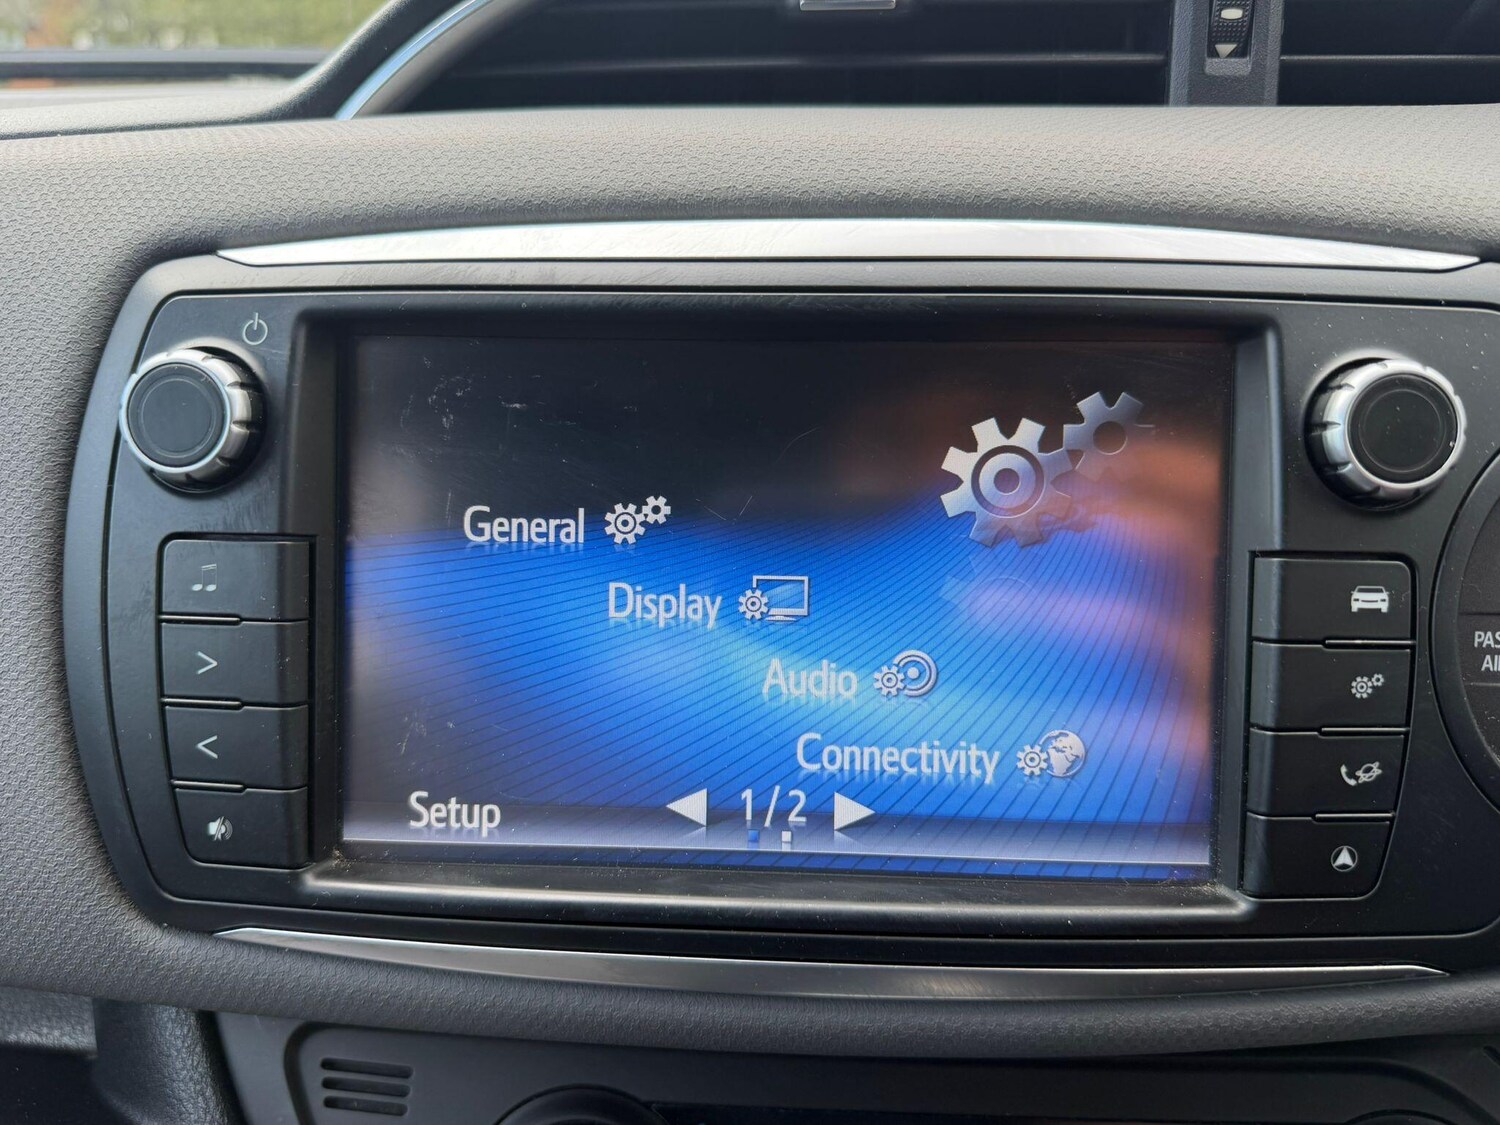 General
Display
Audio
Connectivity
Setup
1/2